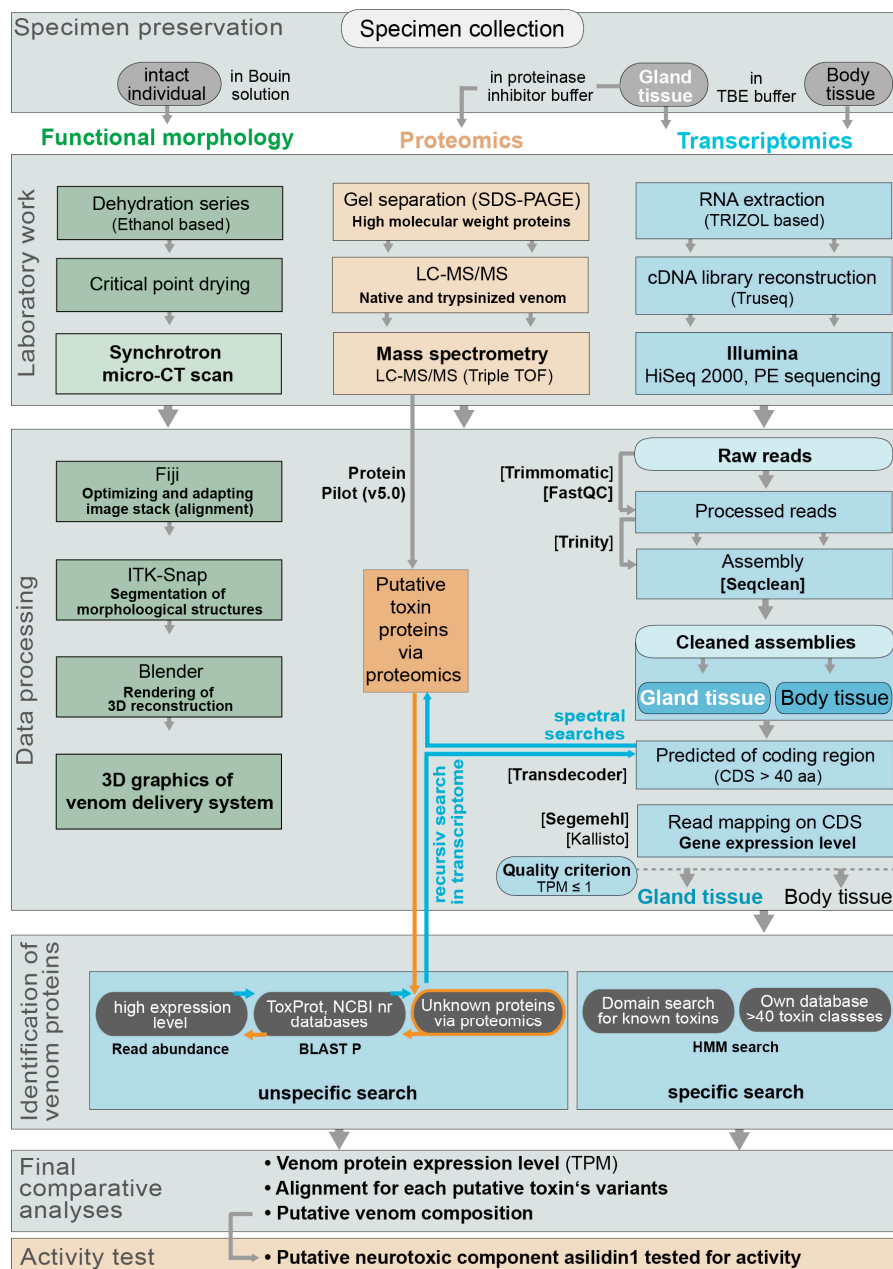 Specimen preservation
Specimen collection
intact
individual
in Bouin
solution
in proteinase
inhibitor buffer
Gland
tissue
in
TBE buffer
Body
tissue
Functional morphology
Proteomics
Transcriptomics
Laboratory work
Dehydration series
(Ethanol based)
Critical point drying
Synchrotron
micro-CT scan
Gel separation (SDS-PAGE)
High molecular weight proteins
LC-MS/MS
Native and trypsinized venom
Mass spectrometry
LC-MS/MS (Triple TOF)
RNA extraction
(TRIZOL based)
cDNA library reconstruction
(Truseq)
Illumina
HiSeq 2000, PE sequencing
Data processing
Fiji
Optimizing and adapting
image stack (alignment)
ITK-Snap
Segmentation of
morpholoogical structures
Blender
Rendering of
3D reconstruction
3D graphics of
venom delivery system
Protein
Pilot (v5.0)
Putative
toxin
proteins
via
proteomics
spectral
searches
recursiv search
in transcriptome
Raw reads
[Trimmomatic]
[FastQC]
Processed reads
[Trinity]
Assembly
[Seqclean]
Cleaned assemblies
Gland tissue
Body tissue
Predicted of coding region
(CDS > 40 aa)
[Transdecoder]
[Segemehl]
[Kallisto]
Read mapping on CDS
Gene expression level
Quality criterion
TPM ≤ 1
Gland tissue
Body tissue
Identification of
venom proteins
high expression
level
Read abundance
ToxProt, NCBI nr
databases
BLAST P
Unknown proteins
via proteomics
unspecific search
Domain search
for known toxins
Own database
>40 toxin classses
HMM search
specific search
Final
comparative
analyses
• Venom protein expression level (TPM)
• Alignment for each putative toxin‘s variants
• Putative venom composition
Activity test
• Putative neurotoxic component asilidin1 tested for activity